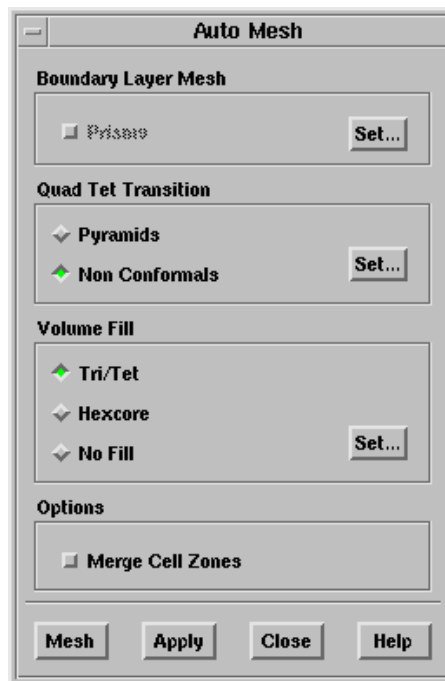 Auto Mesh
Boundary Layer Mesh
Prisms
Set...
Quad Tet Transition
Pyramids
Non Conformals
Set...
Volume Fill
Tri/Tet
Hexcore
No Fill
Set...
Options
Merge Cell Zones
Mesh Apply Close Help